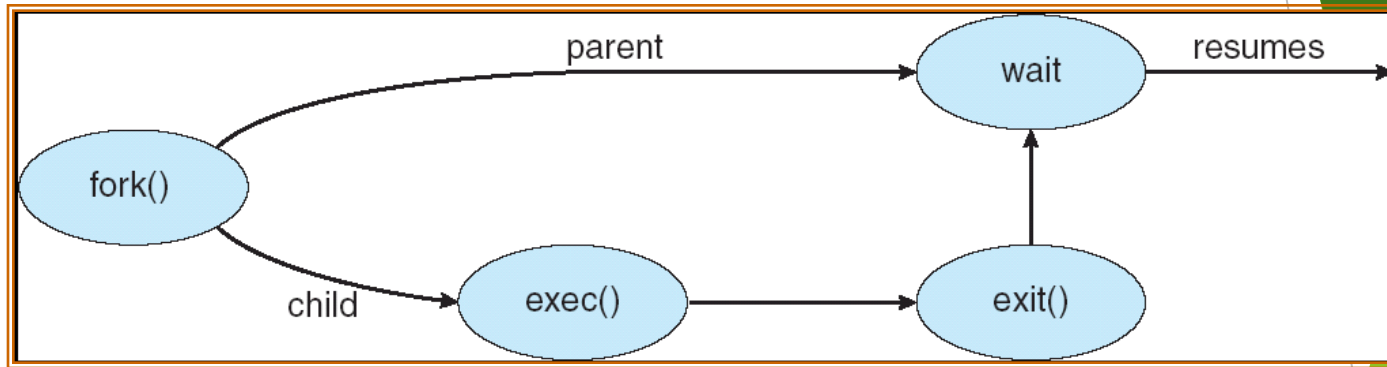 parent
wait
resumes
fork()
child
exec()
exit()